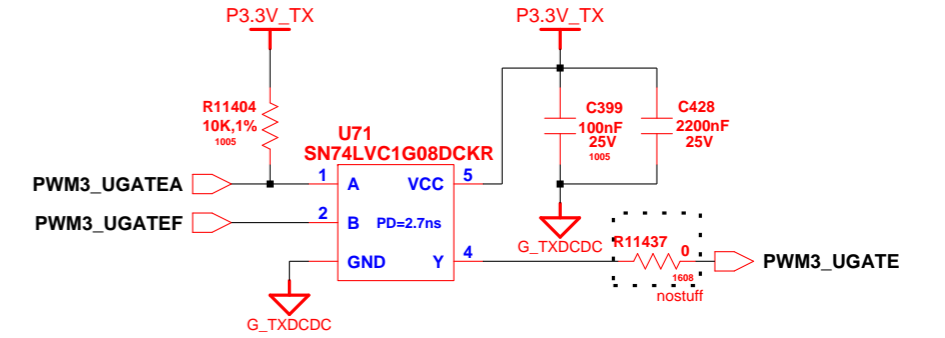 P3.3V_TX
P3.3V_TX
R11404
10K,1%
1005
U71
SN74LVC1G08DCKR
C399
100nF
25V
1005
C428
2200nF
25V
PWM3_UGATEA
1
A
VCC
5
PWM3_UGATEF
2
B
PD=2.7ns
GND
Y
4
G_TXDCDC
G_TXDCDC
R11437
0
1608
nostuff
PWM3_UGATE